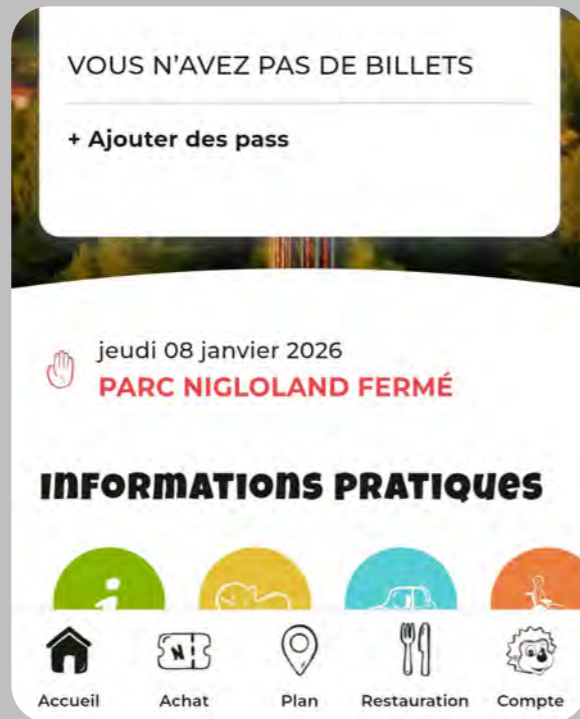 VOUS N'AVEZ PAS DE BILLETS
+ Ajouter des pass
jeudi 08 janvier 2026
PARC NIGLOLAND FERMÉ
INFORMATIONS PRATIQUES
i
N
Accueil
Achat
Plan
Restauration
Compte